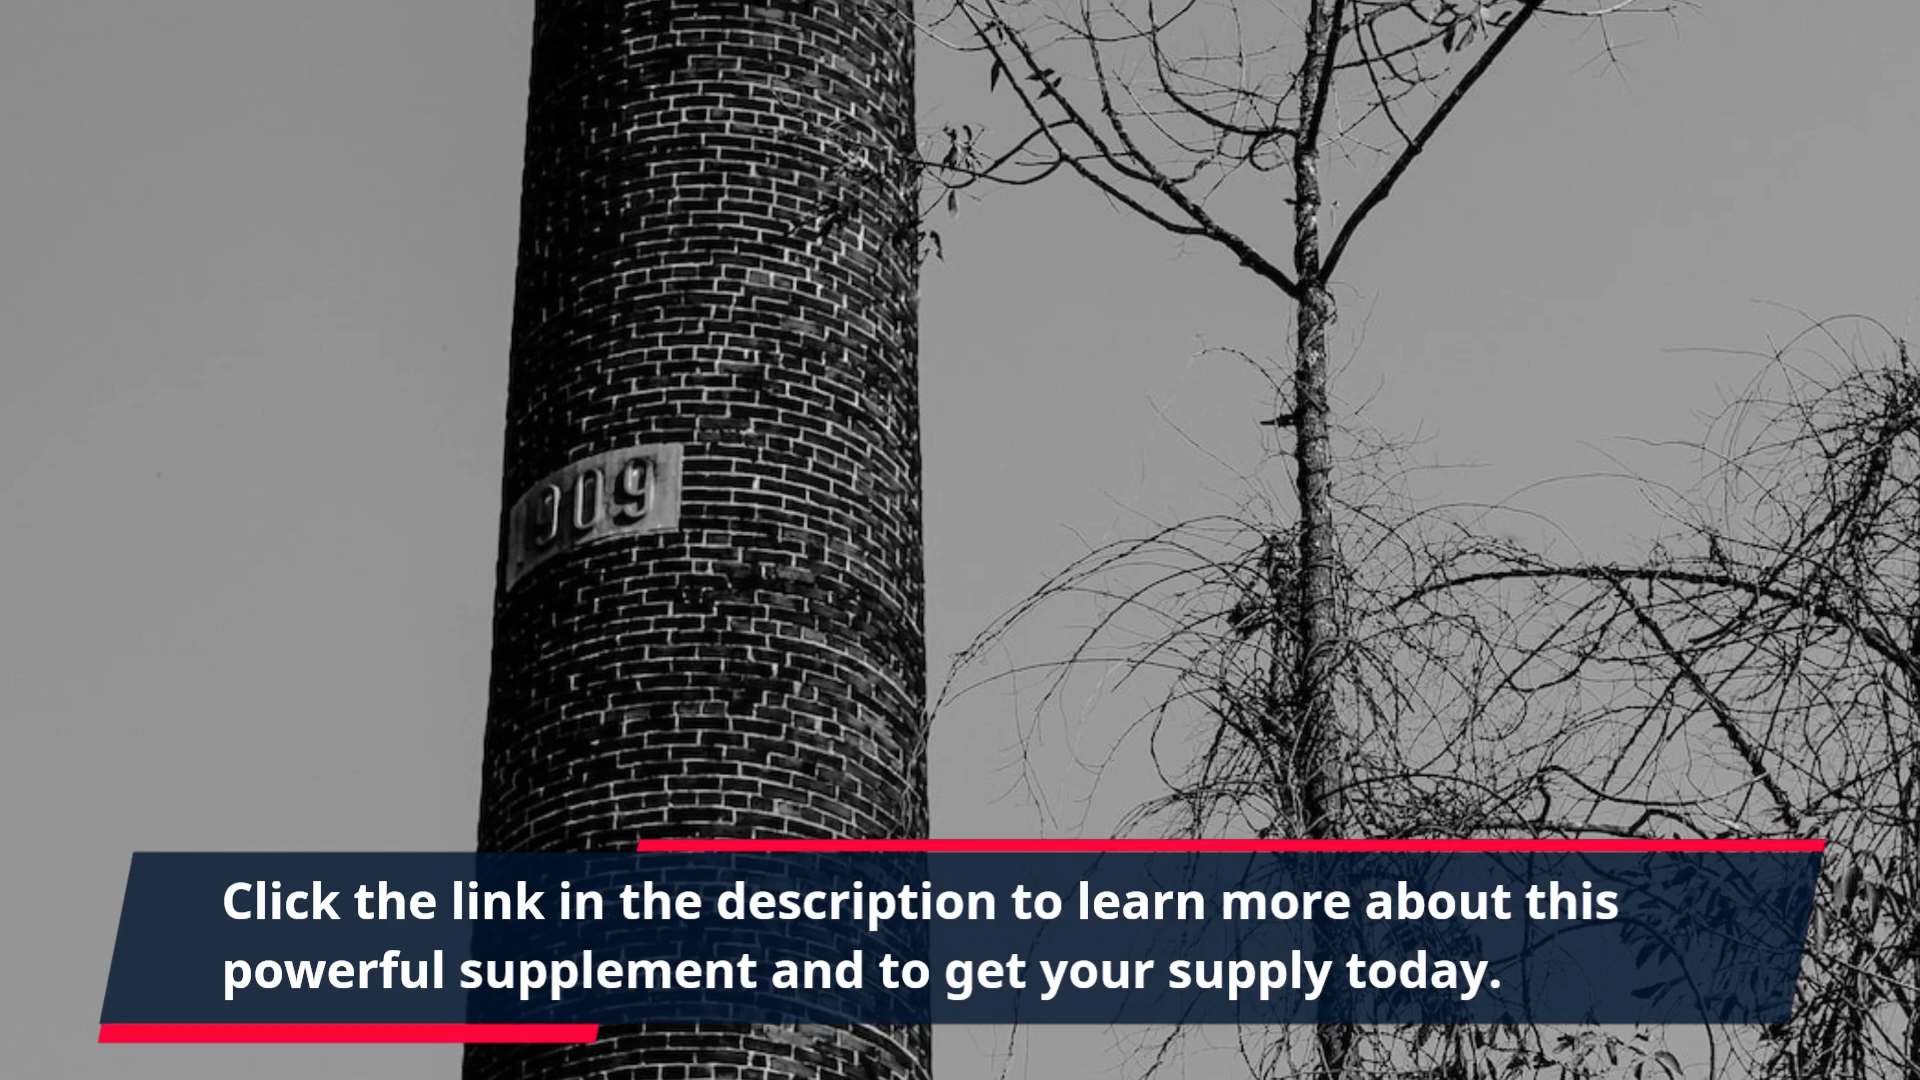 1909
Click the link in the description to learn more about this
powerful supplement and to get your supply today.